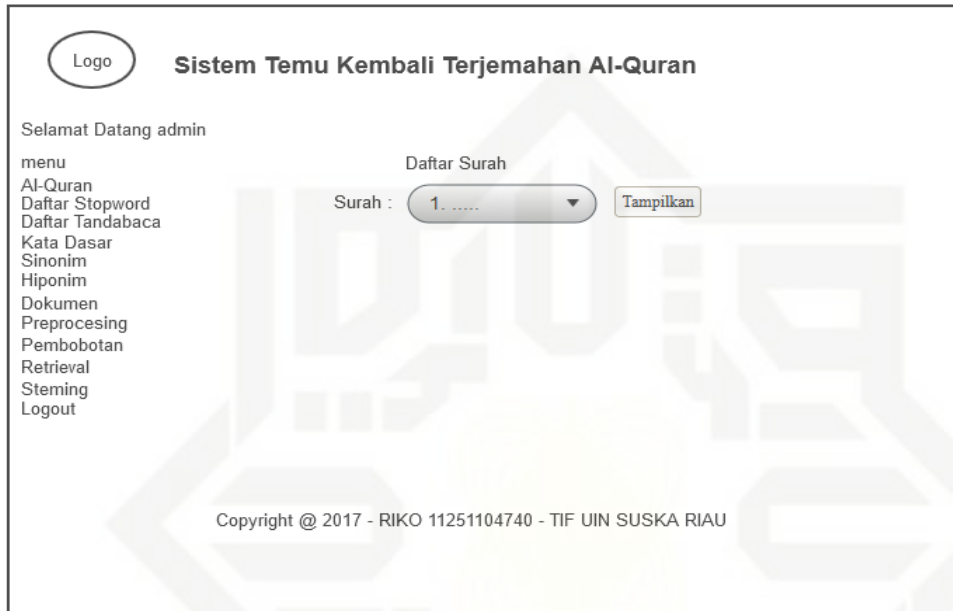 Logo
Sistem Temu Kembali Terjemahan Al-Quran
Selamat Datang admin
menu
Al-Quran
Daftar Stopword
Daftar Tandabaca
Kata Dasar
Sinonim
Hiponim
Dokumen
Preprocesing
Pembobotan
Retrieval
Steming
Logout
Daftar Surah
Surah : 1. ..... Tampilkan
Copyright @ 2017 - RIKO 11251104740 - TIF UIN SUSKA RIAU